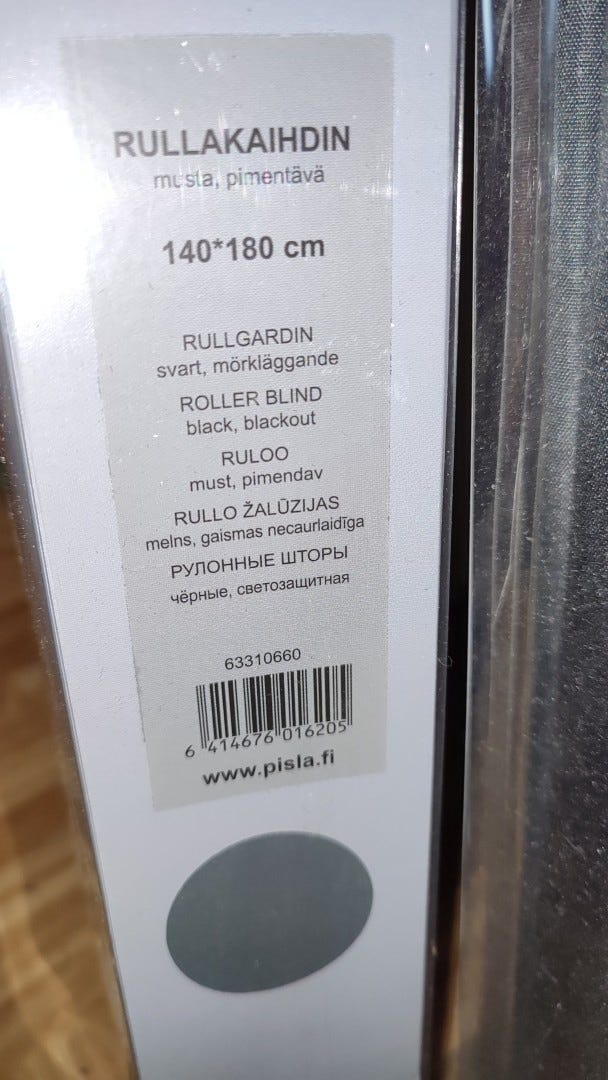 RULLAKAIHDIN
musta, pimentävä
140*180 cm
RULLGARDIN
svart, mörkläggande
ROLLER BLIND
black, blackout
RULOO
must, pimendav
RULLO ŽALŪZIJAS
melns, gaismas necaurlaidīga
РУЛОННЫЕ ШТОРЫ
чёрные, светозащитная
63310660
6 414676 016205
www.pisla.fi